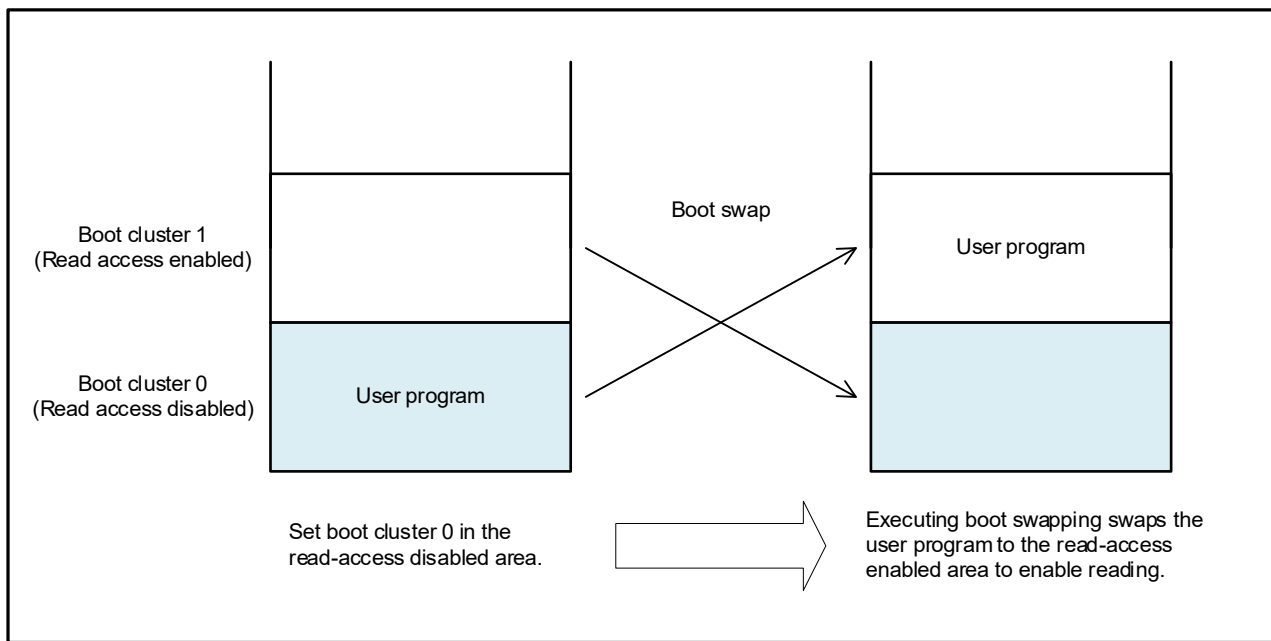 Boot cluster 1
(Read access enabled)
Boot swap
User program
Boot cluster 0
(Read access disabled)
User program
Set boot cluster 0 in the
read-access disabled area.
Executing boot swapping swaps the
user program to the read-access
enabled area to enable reading.